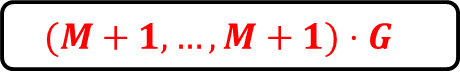 (M + 1, ..., M + 1) · G